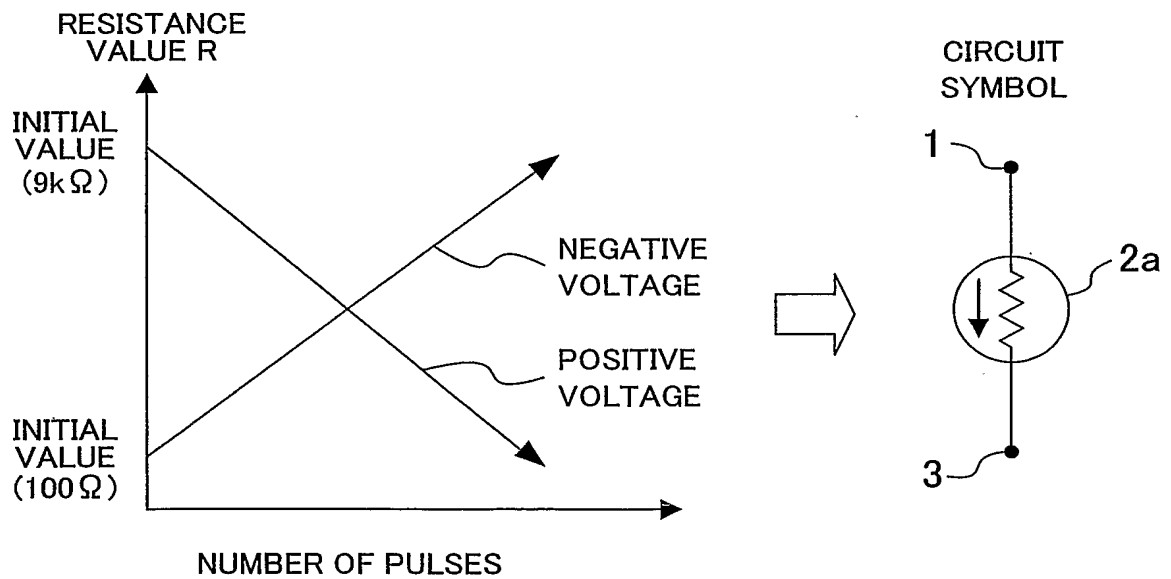 RESISTANCE
VALUE R
INITIAL
VALUE
(9kΩ)
NEGATIVE
VOLTAGE
POSITIVE
VOLTAGE
INITIAL
VALUE
(100Ω)
NUMBER OF PULSES
CIRCUIT
SYMBOL
1
2a
3